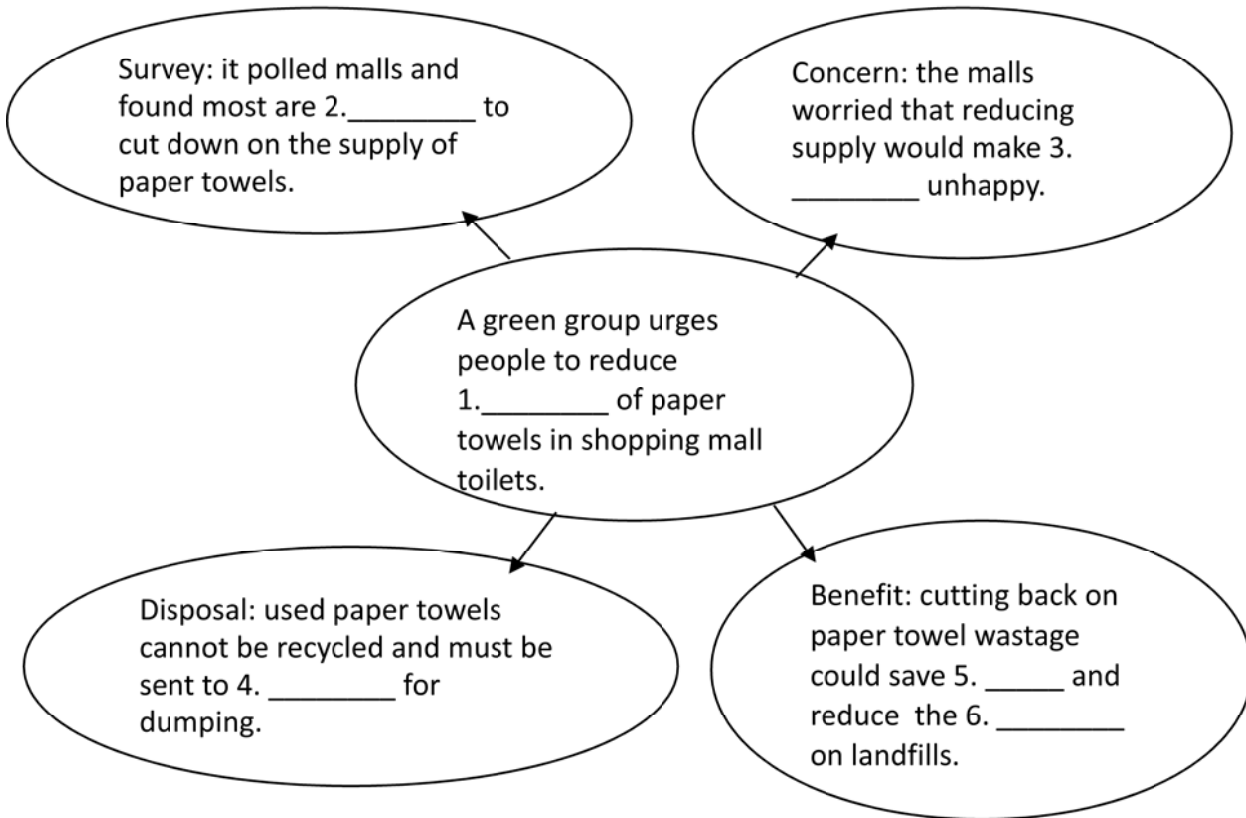 Survey: it polled malls and
found most are 2.________ to
cut down on the supply of
paper towels.
Concern: the malls
worried that reducing
supply would make 3.
________ unhappy.
A green group urges
people to reduce
1.________ of paper
towels in shopping mall
toilets.
Disposal: used paper towels
cannot be recycled and must be
sent to 4. ________ for
dumping.
Benefit: cutting back on
paper towel wastage
could save 5. _____ and
reduce  the 6. ________
on landfills.